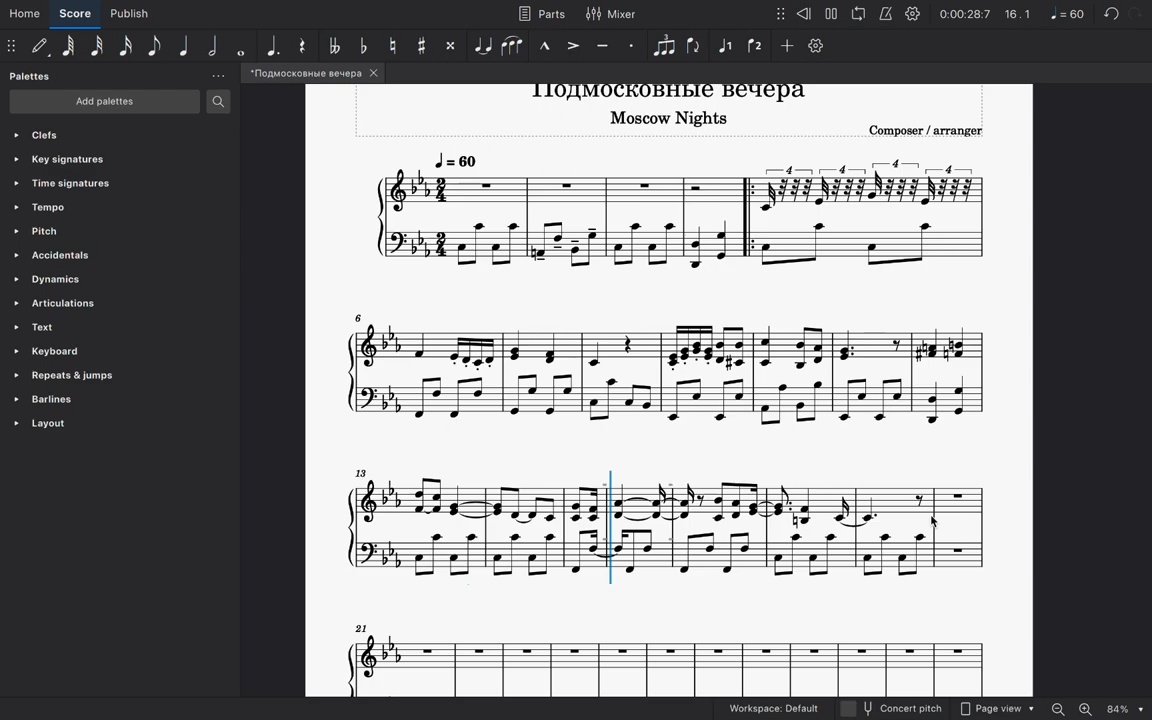 Home Score Publish Parts Mixer 0:00:28:7 16 . 1 = 60
Palettes
*Подмосковные вечера
Add palettes
Clefs
Key signatures
Time signatures
Tempo
Pitch
Accidentals
Dynamics
Articulations
Text
Keyboard
Repeats & jumps
Barlines
Layout
Подмосковные вечера
Moscow Nights
Composer / arranger
= 60
4 4 4 4
6
13
21
Workspace: Default Concert pitch Page view 84%